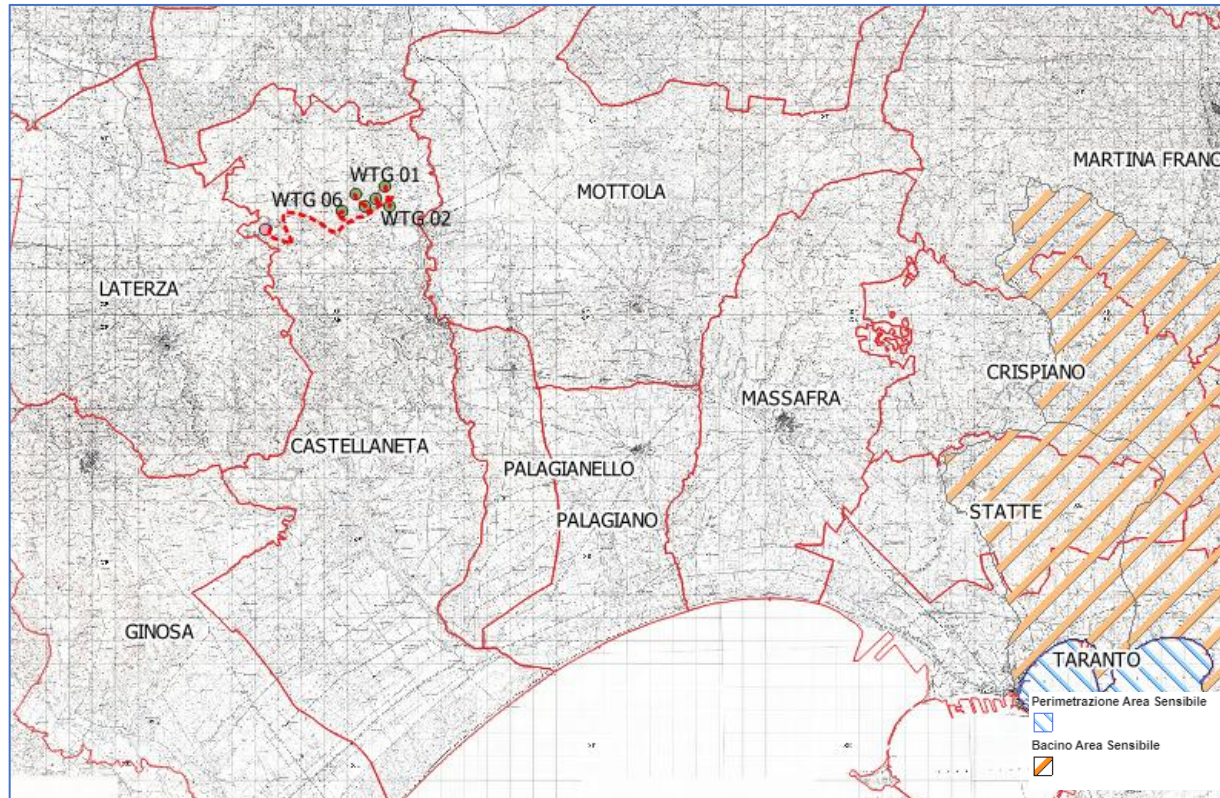 MARTINA FRANC
WTG 01
MOTTOLA
WTG 06
WTG 02
LATERZA
CRISPIANO
MASSAFRA
CASTELLANETA
PALAGIANELLO
STATTE
PALAGIANO
GINOSA
TARANTO
Perimetrazione Area Sensibile
Bacino Area Sensibile